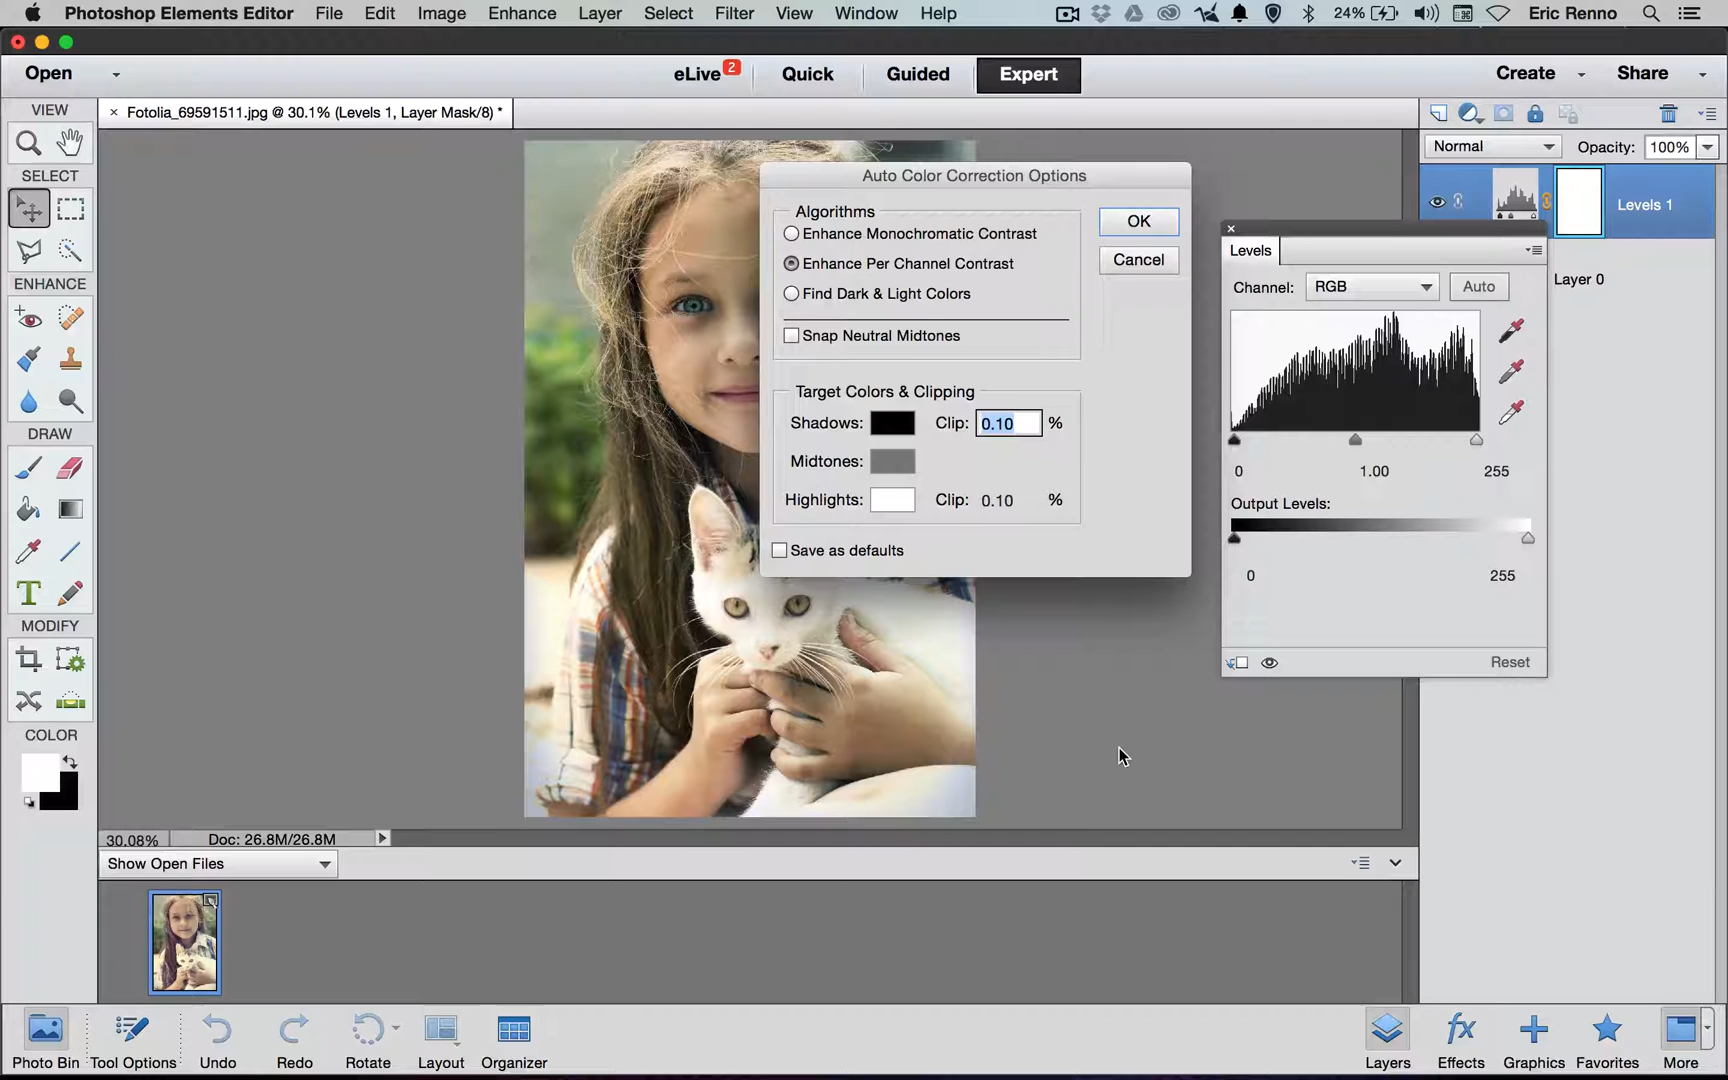 Photoshop Elements Editor File Edit Image Enhance Layer Select Filter View Window Help 24% Eric Renno
Open eLive 2 Quick Guided Expert Create Share
VIEW
× Fotolia_69591511.jpg @ 30.1% (Levels 1, Layer Mask/8) *
Normal Opacity: 100%
SELECT
Levels 1
ENHANCE
DRAW
T
MODIFY
COLOR
Auto Color Correction Options
Algorithms
Enhance Monochromatic Contrast
Enhance Per Channel Contrast
Find Dark & Light Colors
Snap Neutral Midtones
OK
Cancel
Target Colors & Clipping
Shadows: Clip: 0.10 %
Midtones:
Highlights: Clip: 0.10 %
Save as defaults
Levels
Channel: RGB Auto
0 1.00 255
Output Levels:
0 255
Reset
Layer 0
30.08% Doc: 26.8M/26.8M
Show Open Files
Photo Bin Tool Options Undo Redo Rotate Layout Organizer
fx
Layers Effects Graphics Favorites More